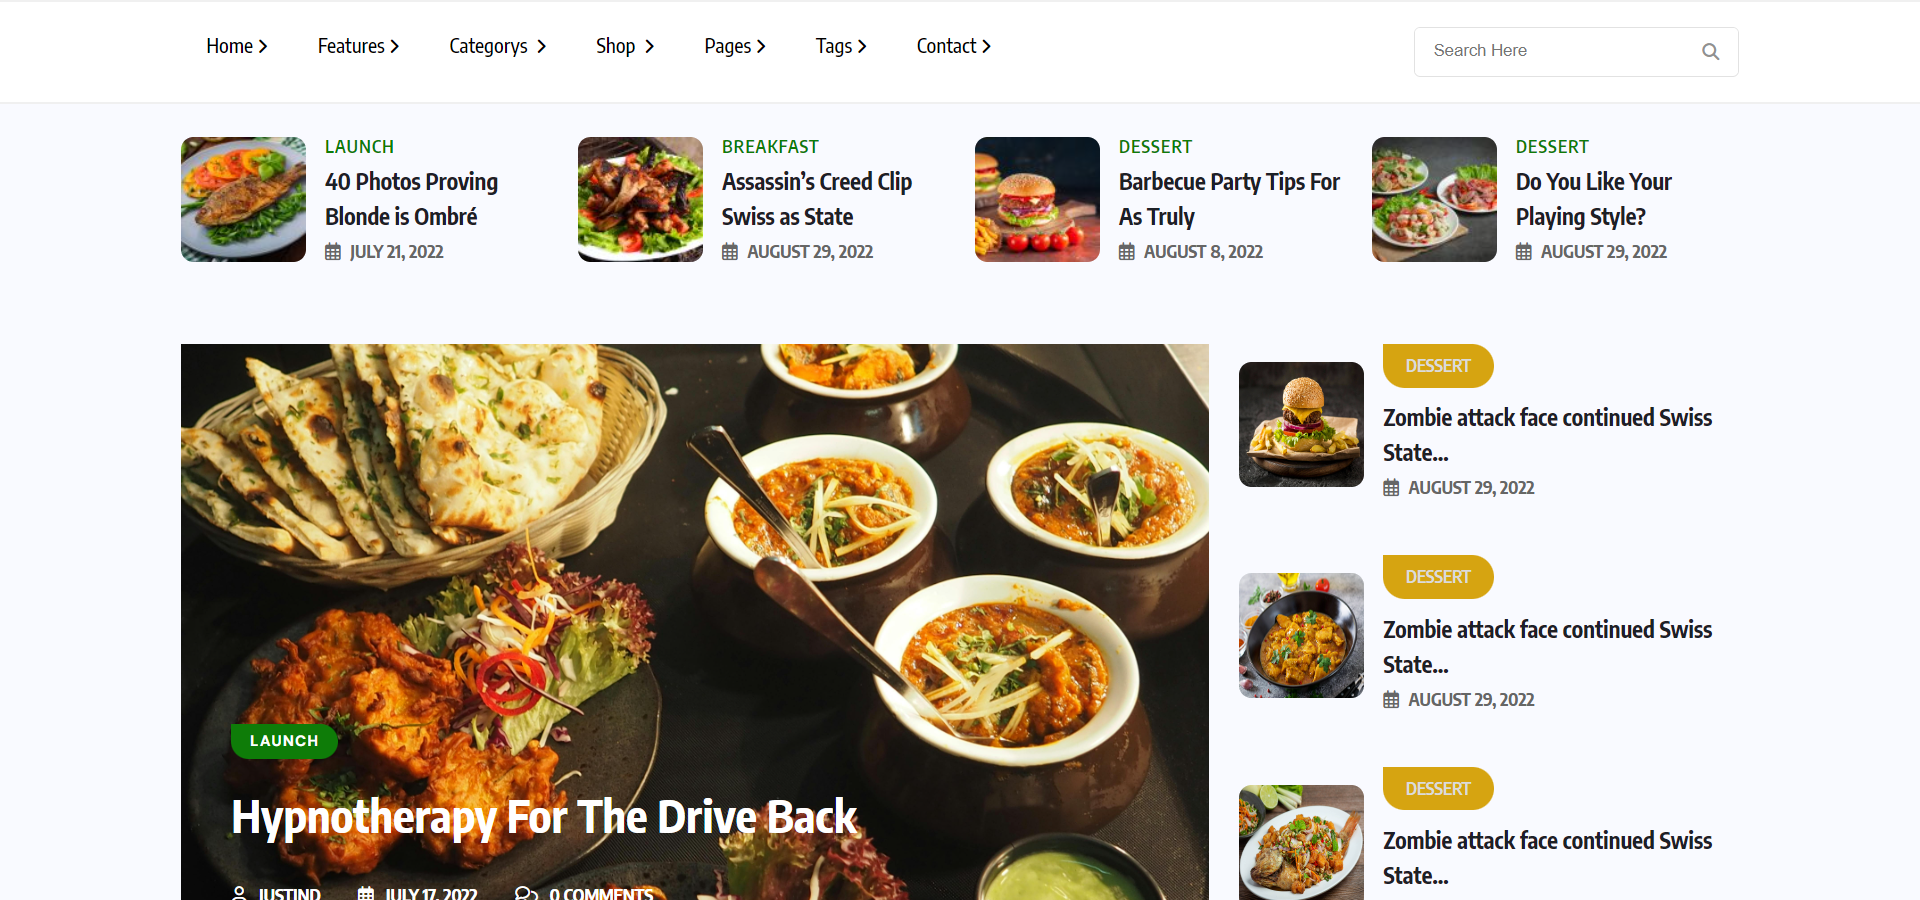 Home Features Categorys Shop Pages Tags Contact Search Here
LAUNCH
40 Photos Proving
Blonde is Ombré
JULY 21, 2022
BREAKFAST
Assassin’s Creed Clip
Swiss as State
AUGUST 29, 2022
DESSERT
Barbecue Party Tips For
As Truly
AUGUST 8, 2022
DESSERT
Do You Like Your
Playing Style?
AUGUST 29, 2022
LAUNCH
Hypnotherapy For The Drive Back
JUSTIND JULY 17, 2022 0 COMMENTS
DESSERT
Zombie attack face continued Swiss
State...
AUGUST 29, 2022
DESSERT
Zombie attack face continued Swiss
State...
AUGUST 29, 2022
DESSERT
Zombie attack face continued Swiss
State...